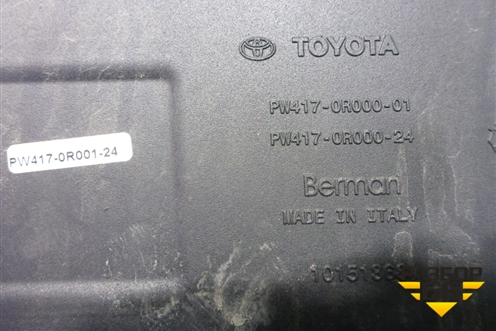 TOYOTA
PW417-0R000-01
PW417-0R000-24
PW417-0R001-24
Berman
MADE IN ITALY